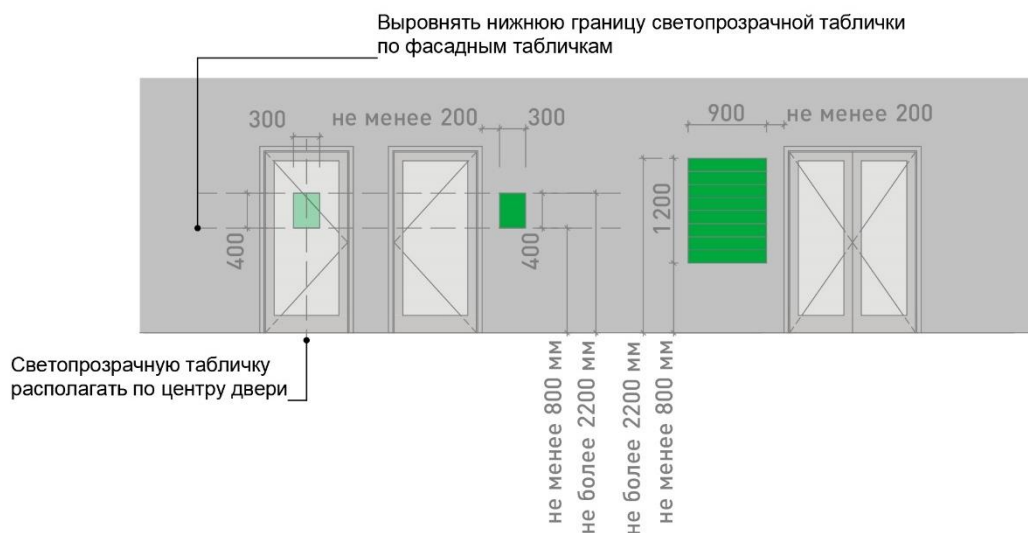 Выровнять нижнюю границу светопрозрачной таблички
по фасадным табличкам
300
не менее 200
300
900
не менее 200
400
400
1200
Светопрозрачную табличку
располагать по центру двери
не менее 800 мм
не более 2200 мм
не более 2200 мм
не менее 800 мм